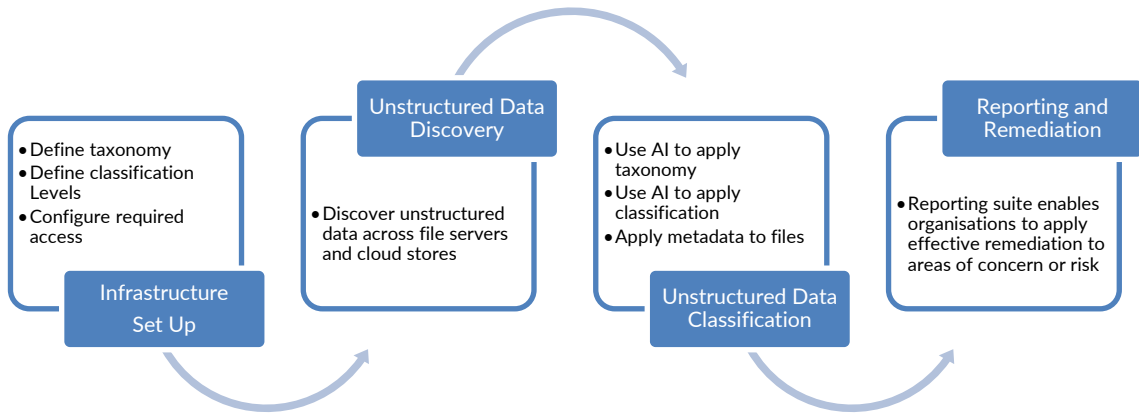 • Define taxonomy
• Define classification
Levels
• Configure required
access
Infrastructure
Set Up
Unstructured Data
Discovery
• Discover unstructured
data across file servers
and cloud stores
• Use AI to apply
taxonomy
• Use AI to apply
classification
• Apply metadata to files
Unstructured Data
Classification
Reporting and
Remediation
• Reporting suite enables
organisations to apply
effective remediation to
areas of concern or risk